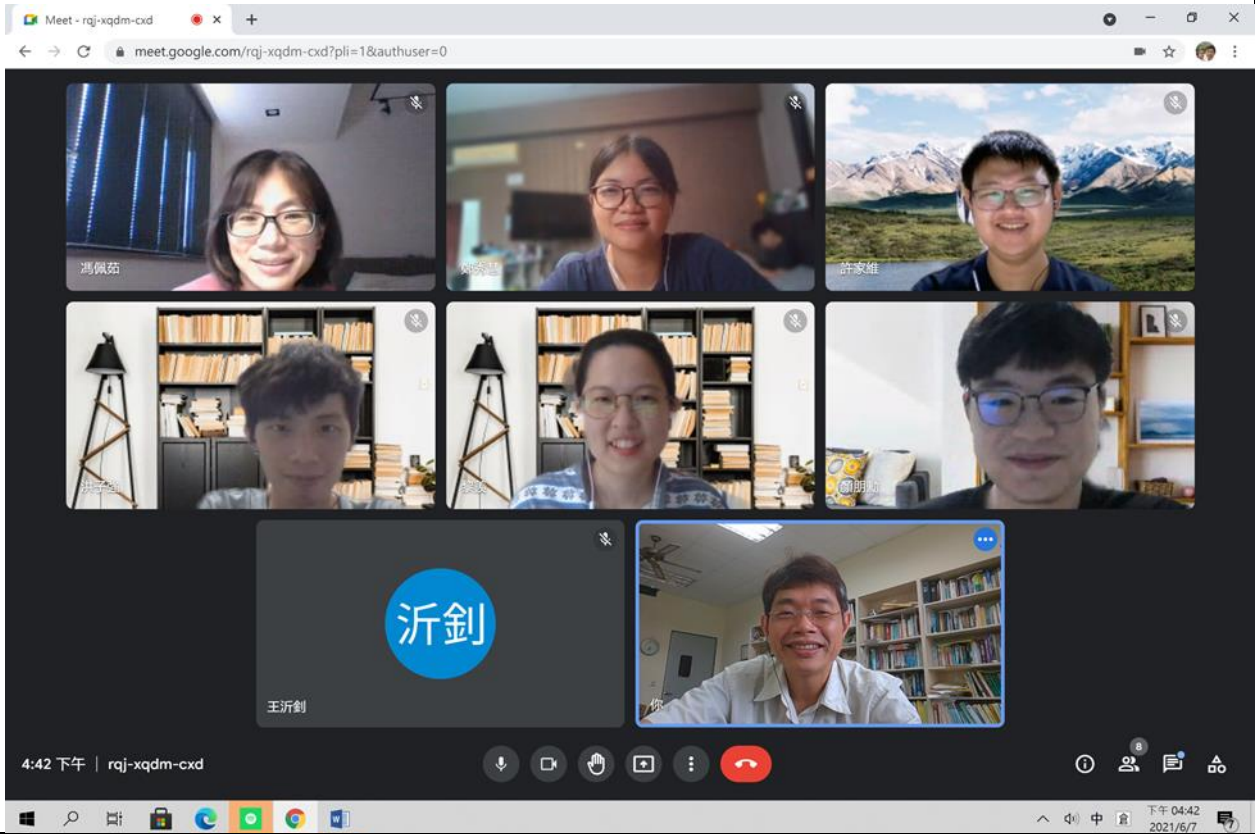 Meet - rqj-xqdm-cxd
meet.google.com/rqj-xqdm-cxd?pli=1&authuser=0
馮佩茹
許家維
顏朋勛
沂釗
王沂釗
你
4:42 下午 | rqj-xqdm-cxd
8
中
下午 04:42
2021/6/7
7